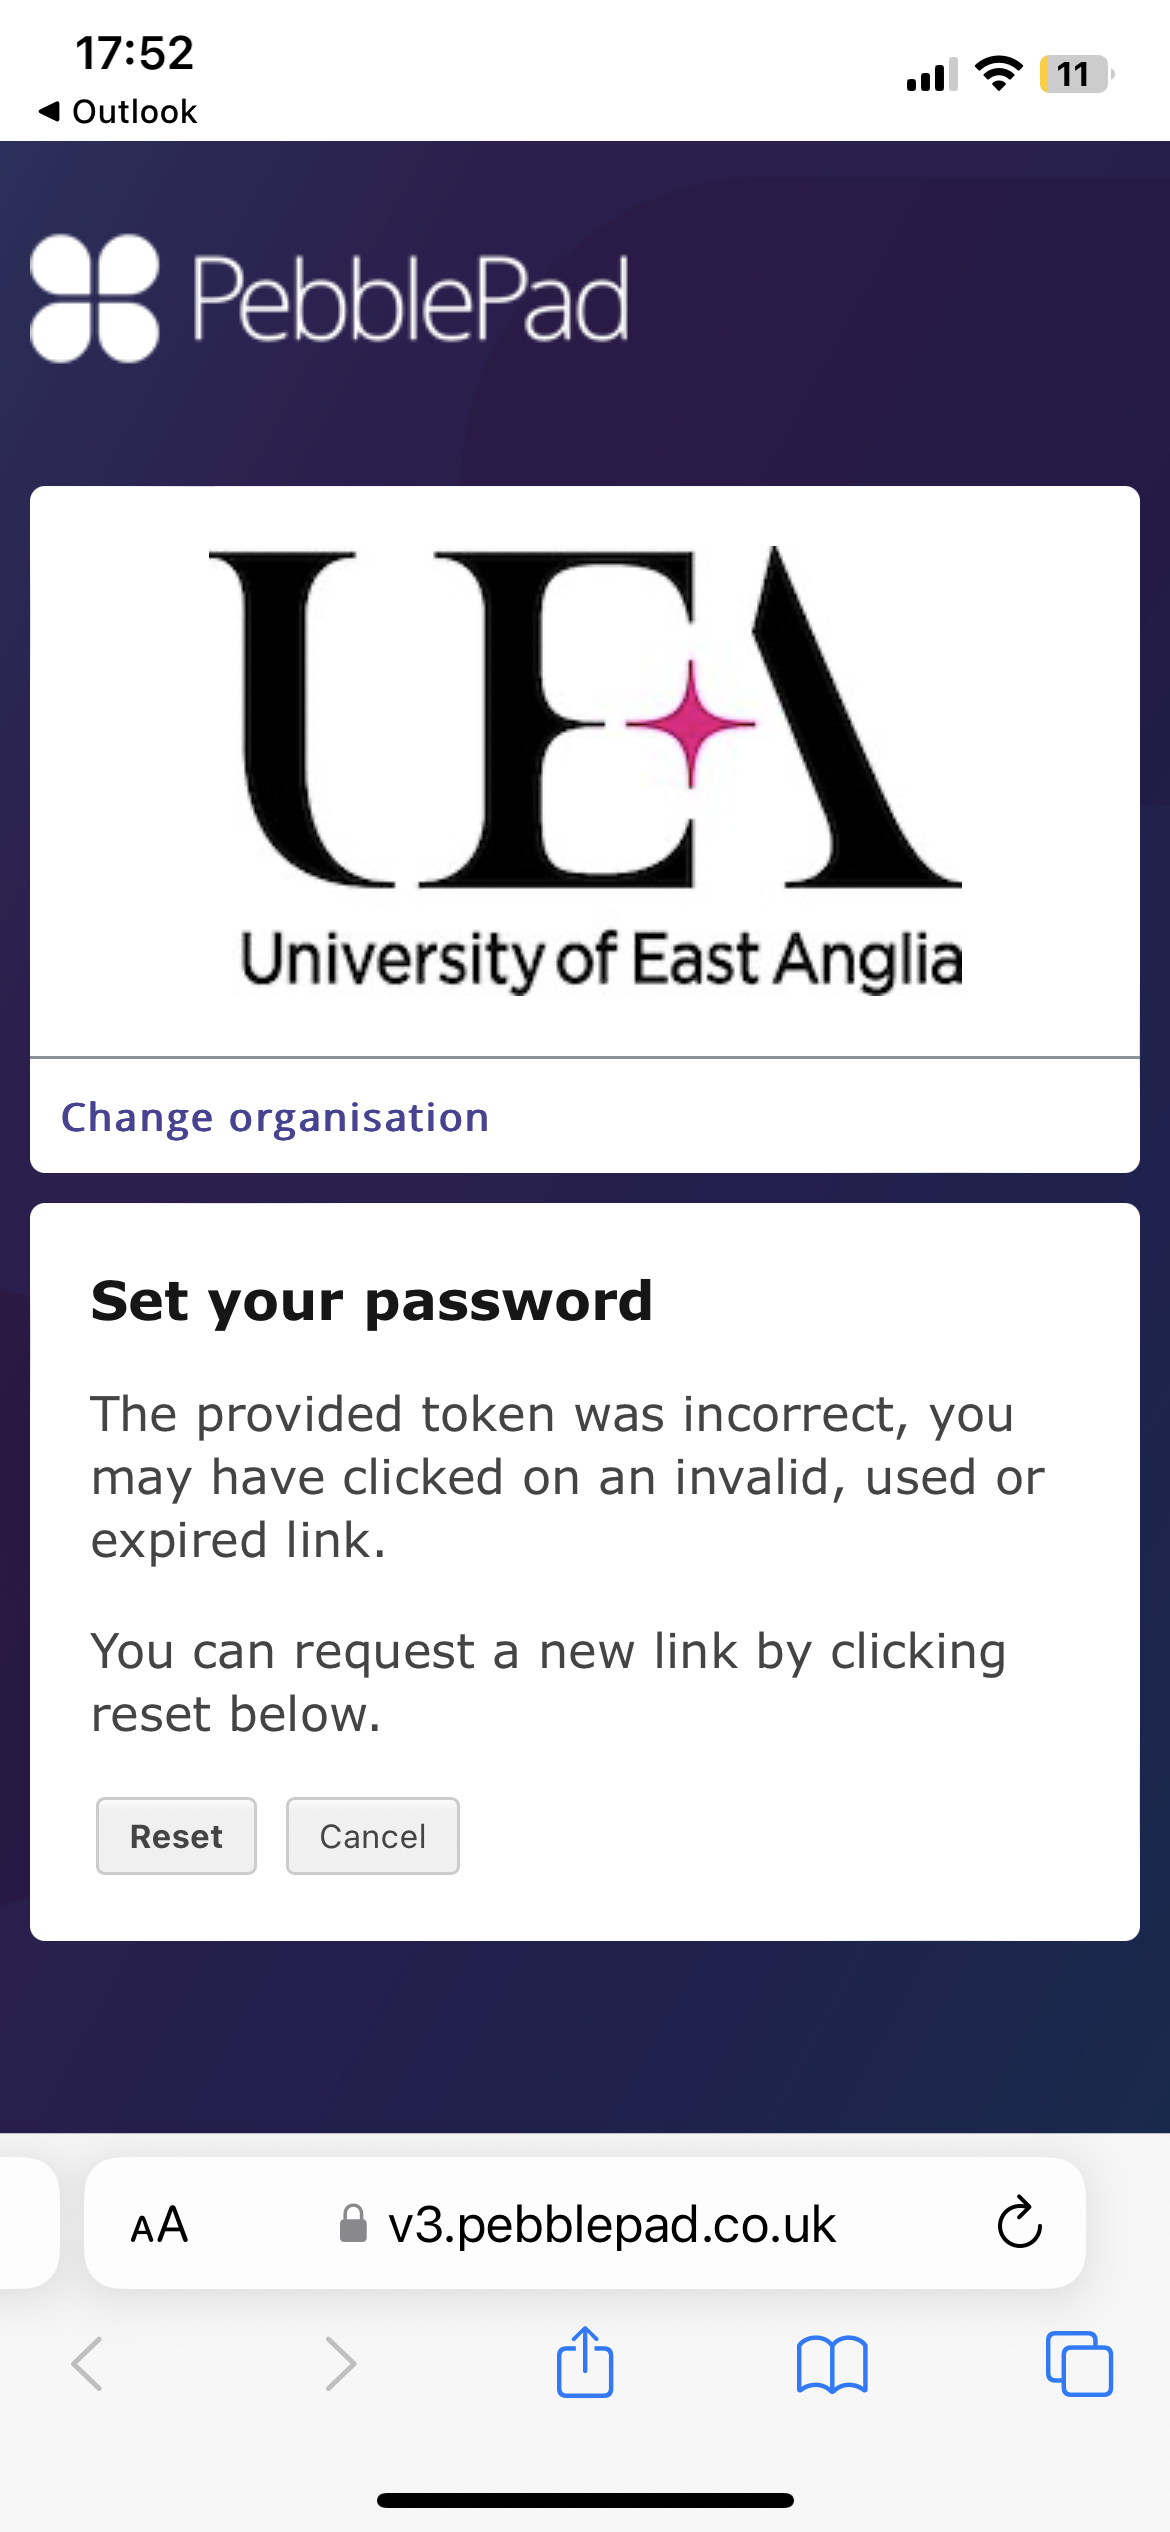 17:52
11
◀ Outlook
PebblePad
UEA
University of East Anglia
Change organisation
Set your password
The provided token was incorrect, you
may have clicked on an invalid, used or
expired link.
You can request a new link by clicking
reset below.
Reset Cancel
AA v3.pebblepad.co.uk